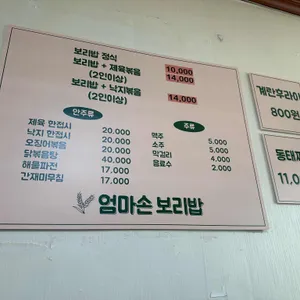 보리밥 정식 10,000
보리밥 + 제육볶음 14,000
(2인이상)
보리밥 + 낙지볶음 14,000
(2인이상)
안주류
제육 한접시 20,000
낙지 한접시 20,000
오징어볶음 20,000
닭볶음탕 40,000
해물파전 17,000
간재미무침 17,000
주류
맥주 5,000
소주 5,000
막걸리 4,000
음료수 2,000
엄마손 보리밥
계란후라이
800원
동태찌
11,0